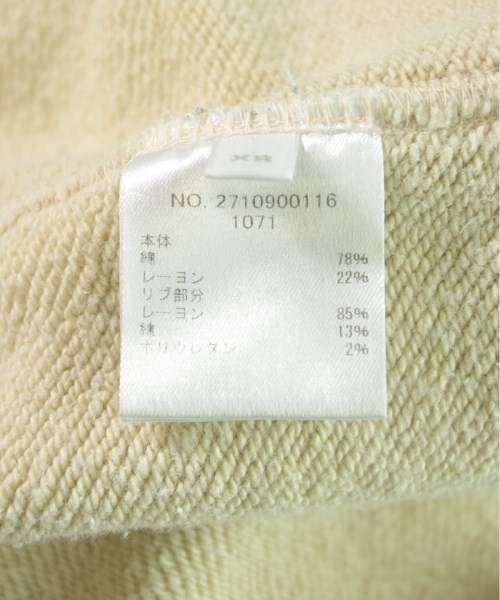 XS
NO. 2710900116
1071
本体
綿 78%
レーヨン 22%
リブ部分
レーヨン 85%
綿 13%
ポリウレタン 2%